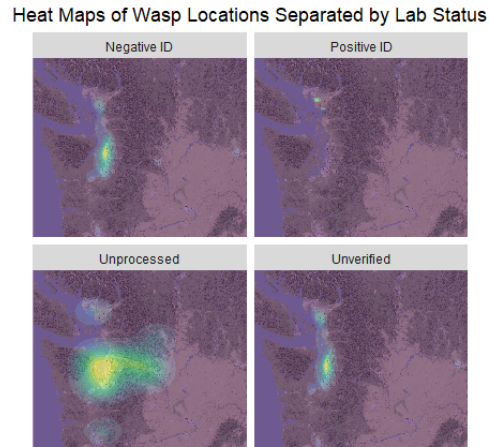 Heat Maps of Wasp Locations Separated by Lab Status
Negative ID
Positive ID
Unprocessed
Unverified